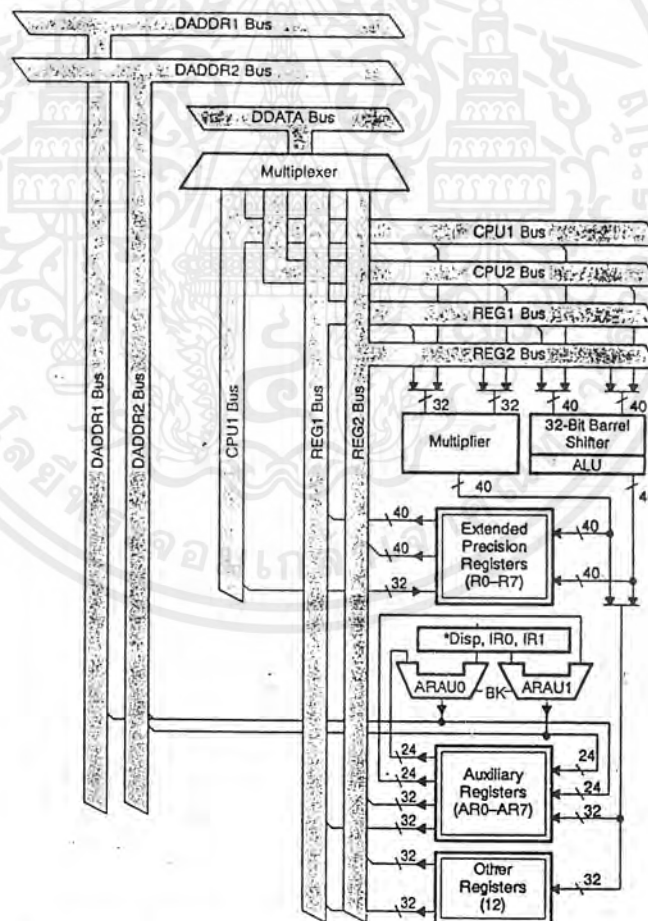 DADDR1 Bus
DADDR2 Bus
DDATA Bus
Multiplexer
CPU1 Bus
CPU2 Bus
REG1 Bus
REG2 Bus
DADDR1 Bus
DADDR2 Bus
CPU1 Bus
REG1 Bus
REG2 Bus
32
32
40
40
Multiplier
32-Bit Barrel
Shifter
ALU
40
4
40
40
32
Extended
Precision
Registers
(R0–R7)
40
40
*Disp, IR0, IR1
ARAU0
BK
ARAU1
24
24
32
32
Auxiliary
Registers
(AR0–AR7)
24
24
32
32
32
Other
Registers
(12)
32